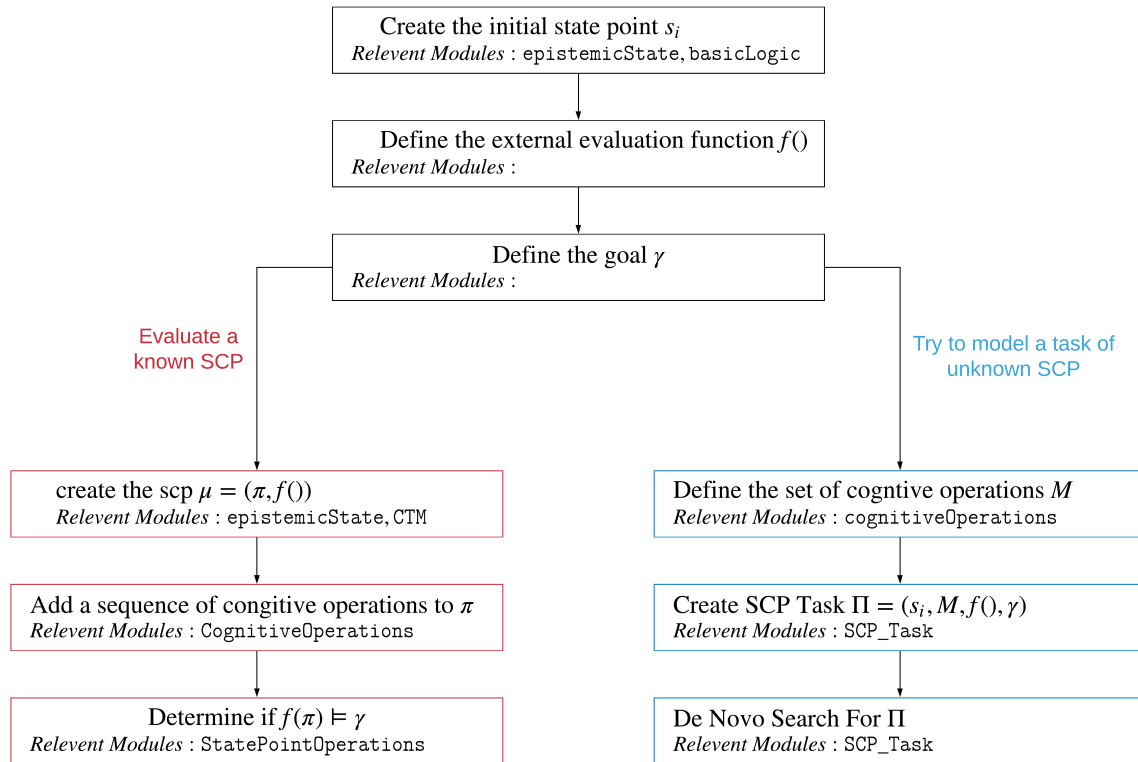 Create the initial state point sᵢ
Relevent Modules : epistemicState, basicLogic
Define the external evaluation function f()
Relevent Modules :
Define the goal γ
Relevent Modules :
Evaluate a
known SCP
Try to model a task of
unknown SCP
create the scp μ = (π, f())
Relevent Modules : epistemicState, CTM
Add a sequence of congitive operations to π
Relevent Modules : CognitiveOperations
Determine if f(π) ⊨ γ
Relevent Modules : StatePointOperations
Define the set of cogntive operations M
Relevent Modules : cognitiveOperations
Create SCP Task Π = (sᵢ, M, f(), γ)
Relevent Modules : SCP_Task
De Novo Search For Π
Relevent Modules : SCP_Task